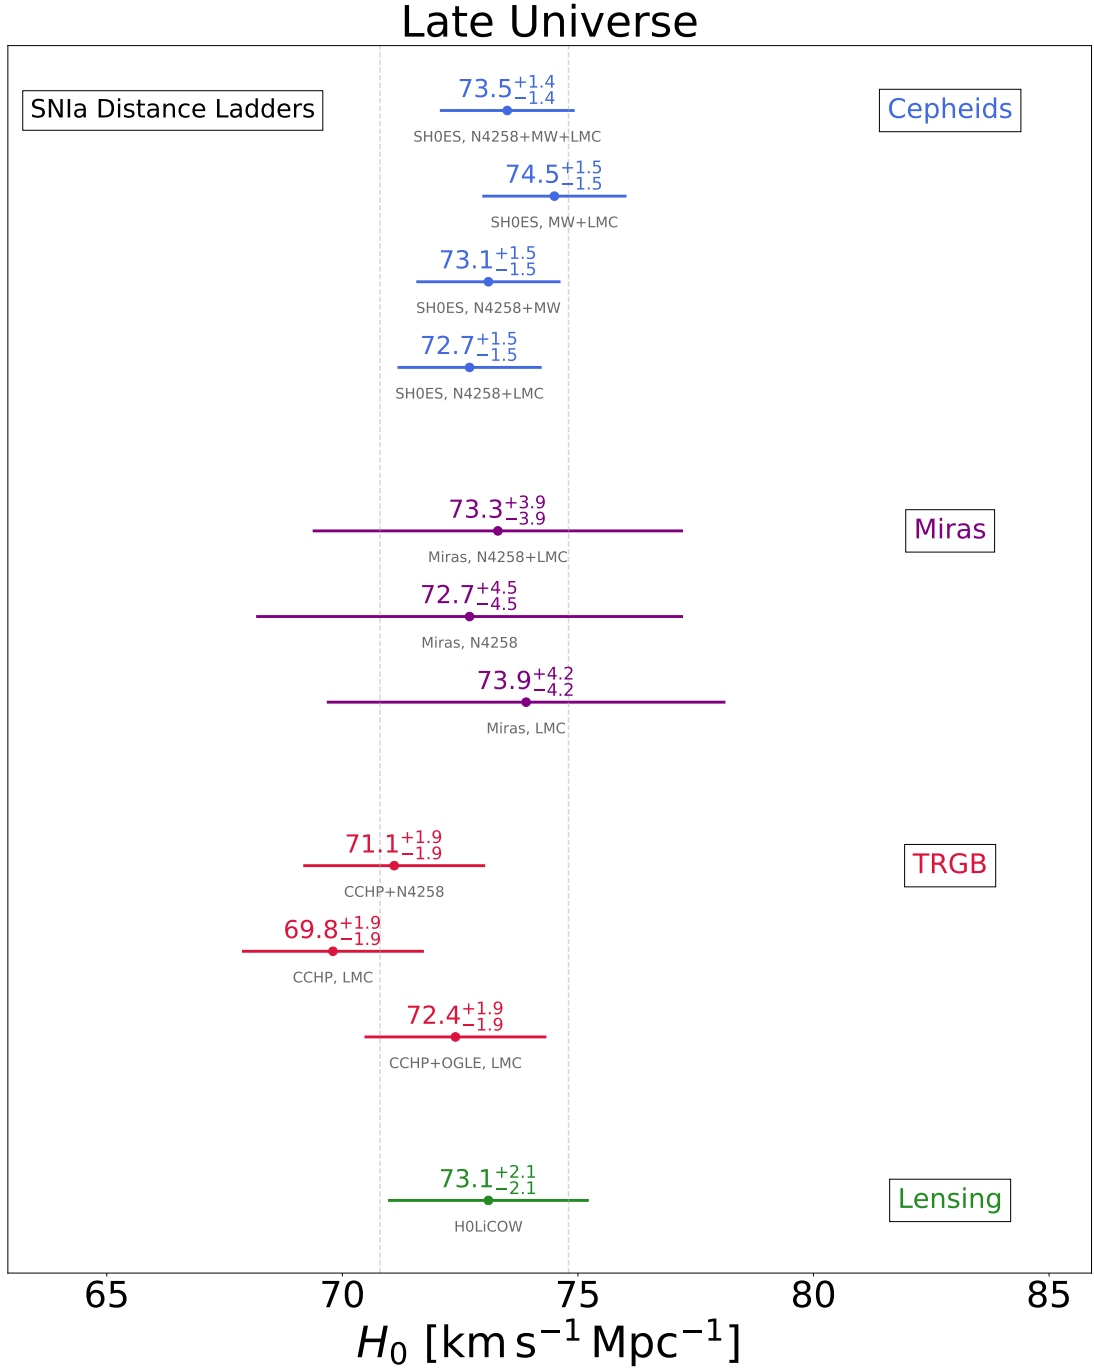 Late Universe
SNIa Distance Ladders
Cepheids
73.5+1.4−1.4
SH0ES, N4258+MW+LMC
74.5+1.5−1.5
SH0ES, MW+LMC
73.1+1.5−1.5
SH0ES, N4258+MW
72.7+1.5−1.5
SH0ES, N4258+LMC
Miras
73.3+3.9−3.9
Miras, N4258+LMC
72.7+4.5−4.5
Miras, N4258
73.9+4.2−4.2
Miras, LMC
TRGB
71.1+1.9−1.9
CCHP+N4258
69.8+1.9−1.9
CCHP, LMC
72.4+1.9−1.9
CCHP+OGLE, LMC
Lensing
73.1+2.1−2.1
H0LiCOW
65 70 75 80 85
H₀ [km s⁻¹ Mpc⁻¹]